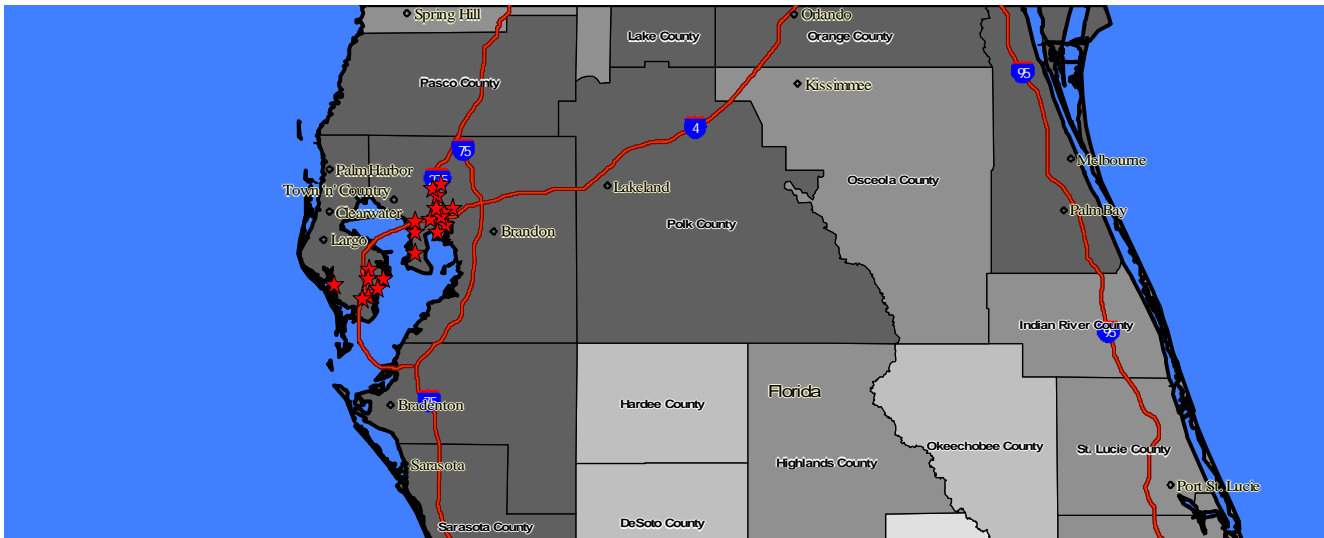 Spring Hill
Orlando
Lake County
Orange County
95
Pasco County
Kissimmee
4
75
Melbourne
Palm Harbor
Osceola County
Town 'n' Country
Lakeland
Clearwater
Palm Bay
Polk County
Brandon
Largo
Indian River County
95
Florida
75
Bradenton
Hardee County
Okeechobee County
St. Lucie County
Sarasota
Highlands County
Port St. Lucie
DeSoto County
Sarasota County